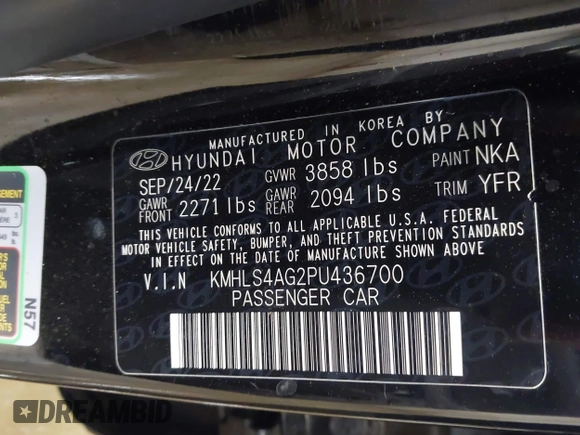 MANUFACTURED IN KOREA BY
HYUNDAI MOTOR COMPANY
SEP/24/22 GVWR 3858 lbs PAINT NKA
GAWR FRONT 2271 lbs GAWR REAR 2094 lbs TRIM YFR
THIS VEHICLE CONFORMS TO ALL APPLICABLE U.S.A. FEDERAL
MOTOR VEHICLE SAFETY, BUMPER, AND THEFT PREVENTION STANDARDS
IN EFFECT ON THE DATE OF MANUFACTURE SHOWN ABOVE.
V.I.N KMHLS4AG2PU436700
PASSENGER CAR
N57
DREAMBID